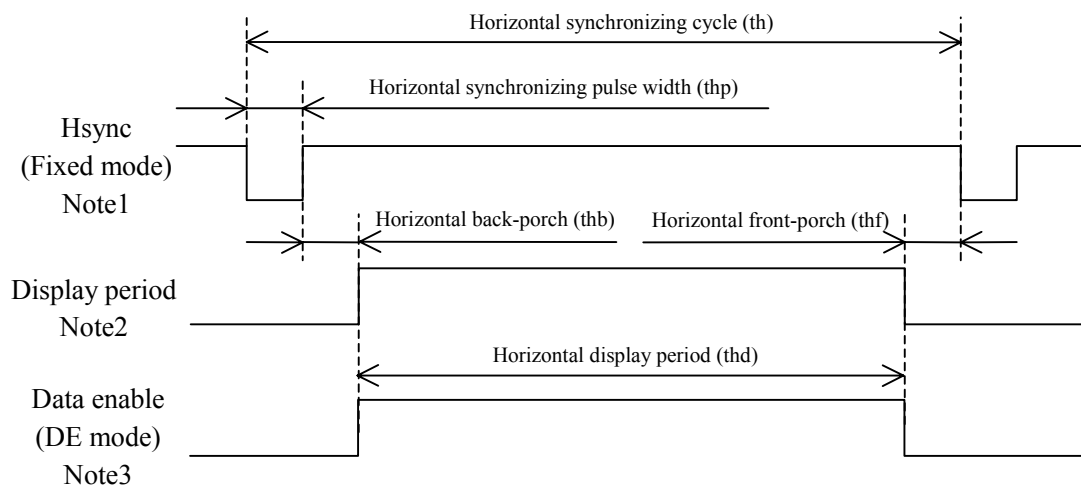 Horizontal synchronizing cycle (th)
Horizontal synchronizing pulse width (thp)
Hsync
(Fixed mode)
Note1
Horizontal back-porch (thb)
Horizontal front-porch (thf)
Display period
Note2
Horizontal display period (thd)
Data enable
(DE mode)
Note3